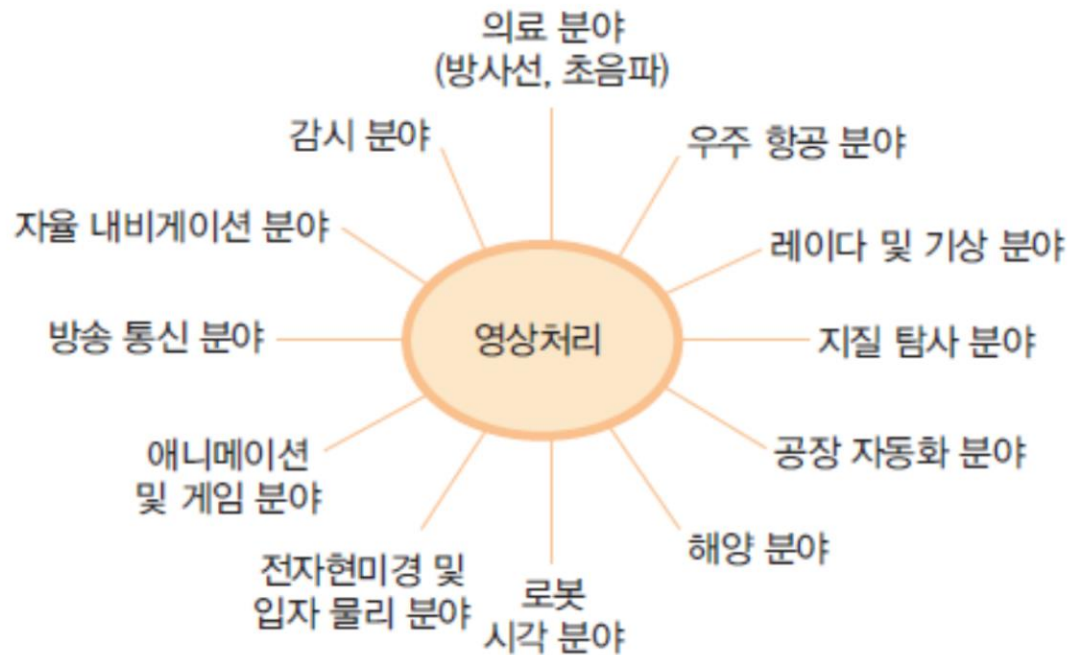 의료 분야
(방사선, 초음파)
감시 분야
우주 항공 분야
자율 내비게이션 분야
레이다 및 기상 분야
방송 통신 분야
영상처리
지질 탐사 분야
애니메이션
및 게임 분야
공장 자동화 분야
해양 분야
전자현미경 및
입자 물리 분야
로봇
시각 분야